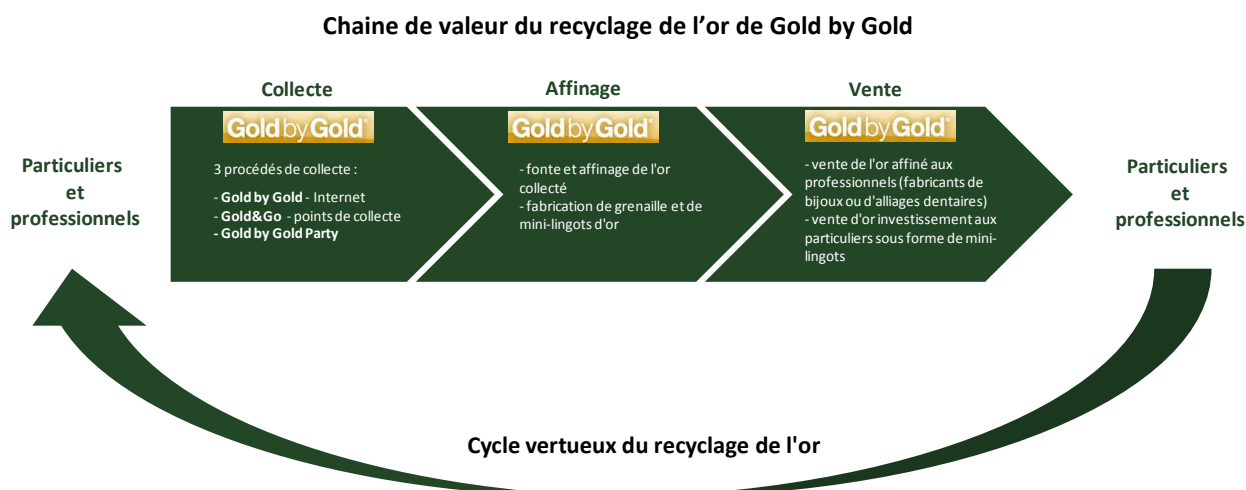 Chaine de valeur du recyclage de l’or de Gold by Gold
Particuliers
et
professionnels
Collecte
Gold by Gold®
3 procédés de collecte :
- Gold by Gold - Internet
- Gold&Go - points de collecte
- Gold by Gold Party
Affinage
Gold by Gold®
- fonte et affinage de l'or
collecté
- fabrication de grenaille et de
mini-lingots d'or
Vente
Gold by Gold®
- vente de l'or affiné aux
professionnels (fabricants de
bijoux ou d'alliages dentaires)
- vente d'or investissement aux
particuliers sous forme de mini-
lingots
Particuliers
et
professionnels
Cycle vertueux du recyclage de l'or